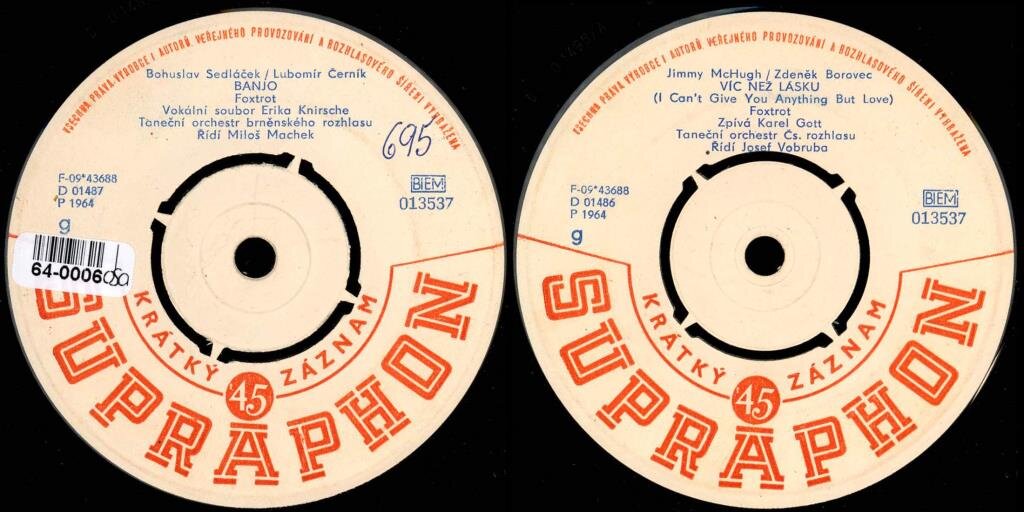 VŠECHNA PRÁVA VÝROBCE I AUTORŮ VEŘEJNÉHO PROVOZOVÁNÍ A ROZHLASOVÉHO ŠÍŘENÍ VYHRAŽENA
Bohuslav Sedláček / Lubomír Černík
BANJO
Foxtrot
Vokální soubor Erika Knirsche
Taneční orchestr brněnského rozhlasu
Řídí Miloš Machek
695
F-09*43688
D 01487
P 1964
g
BIEM
013537
64-0006080
KRÁTKÝ 45 ZÁZNAM
SUPRAPHON
VŠECHNA PRÁVA VÝROBCE I AUTORŮ VEŘEJNÉHO PROVOZOVÁNÍ A ROZHLASOVÉHO ŠÍŘENÍ VYHRAŽENA
Jimmy McHugh / Zdeněk Borovec
VÍC NEŽ LÁSKU
(I Can't Give You Anything But Love)
Foxtrot
Zpívá Karel Gott
Taneční orchestr Čs. rozhlasu
Řídí Josef Vobruba
F-09*43688
D 01486
P 1964
g
BIEM
013537
KRÁTKÝ 45 ZÁZNAM
SUPRAPHON